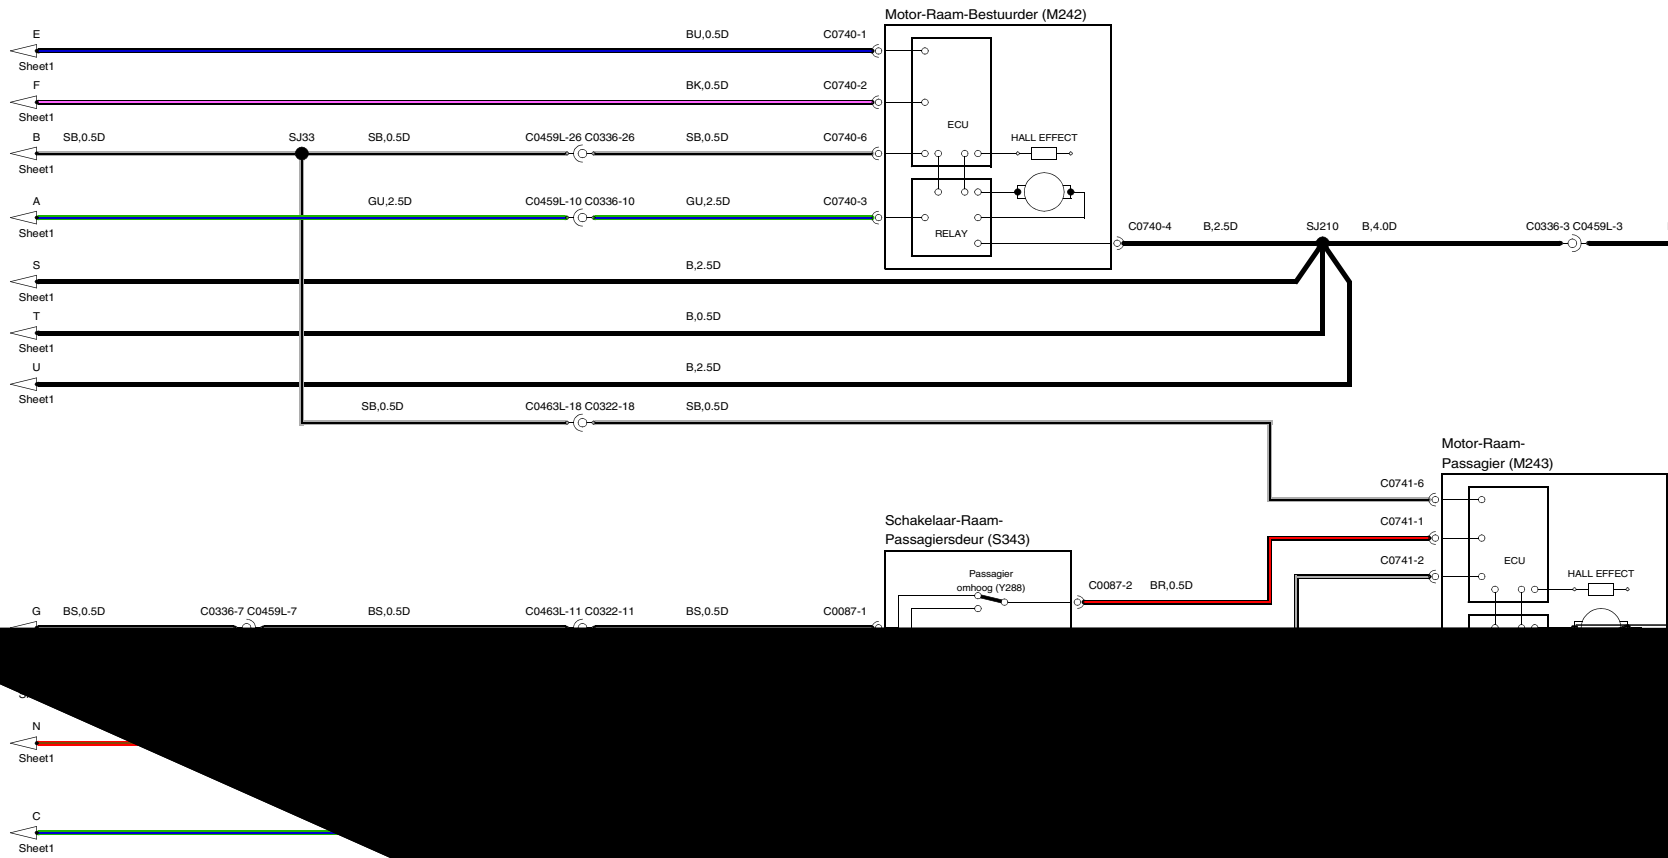 Motor-Raam-Bestuurder (M242)
E
BU,0.5D
C0740-1
Sheet1
F
BK,0.5D
C0740-2
Sheet1
ECU
HALL EFFECT
B
SB,0.5D
SJ33
SB,0.5D
C0459L-26 C0336-26
SB,0.5D
C0740-6
Sheet1
A
GU,2.5D
C0459L-10 C0336-10
GU,2.5D
C0740-3
Sheet1
RELAY
C0740-4
B,2.5D
SJ210
B,4.0D
C0336-3 C0459L-3
S
B,2.5D
Sheet1
T
B,0.5D
Sheet1
U
B,2.5D
Sheet1
SB,0.5D
C0463L-18 C0322-18
SB,0.5D
Motor-Raam-
Passagier (M243)
C0741-6
C0741-1
C0741-2
ECU
HALL EFFECT
Schakelaar-Raam-
Passagiersdeur (S343)
Passagier
omhoog (Y288)
C0087-2
BR,0.5D
G
BS,0.5D
C0336-7 C0459L-7
BS,0.5D
C0463L-11 C0322-11
BS,0.5D
C0087-1
N
Sheet1
C
Sheet1